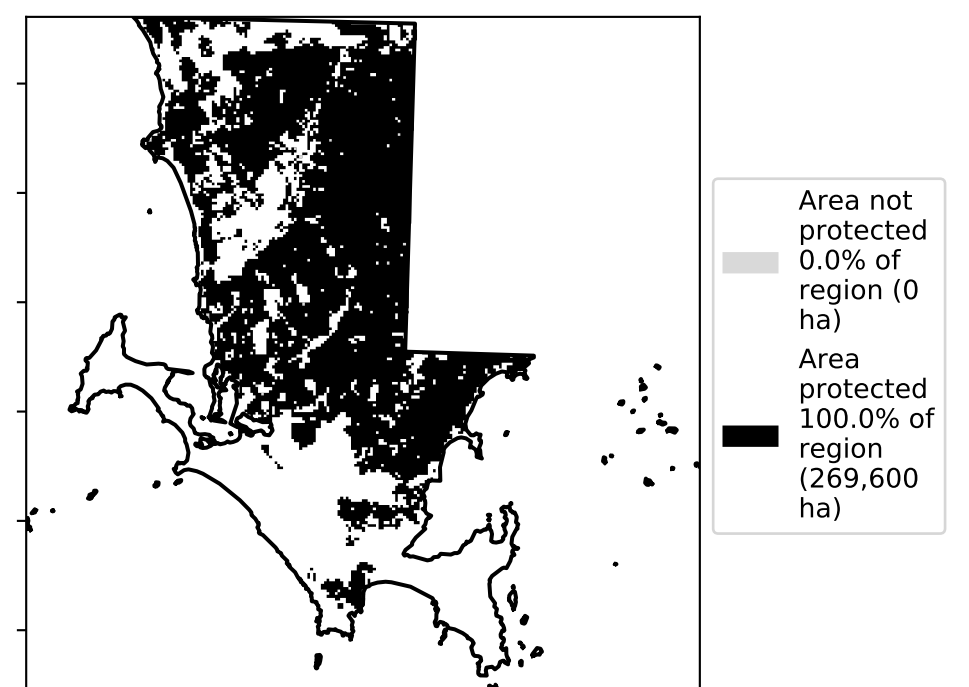 Area not
protected
0.0% of
region (0
ha)
Area
protected
100.0% of
region
(269,600
ha)